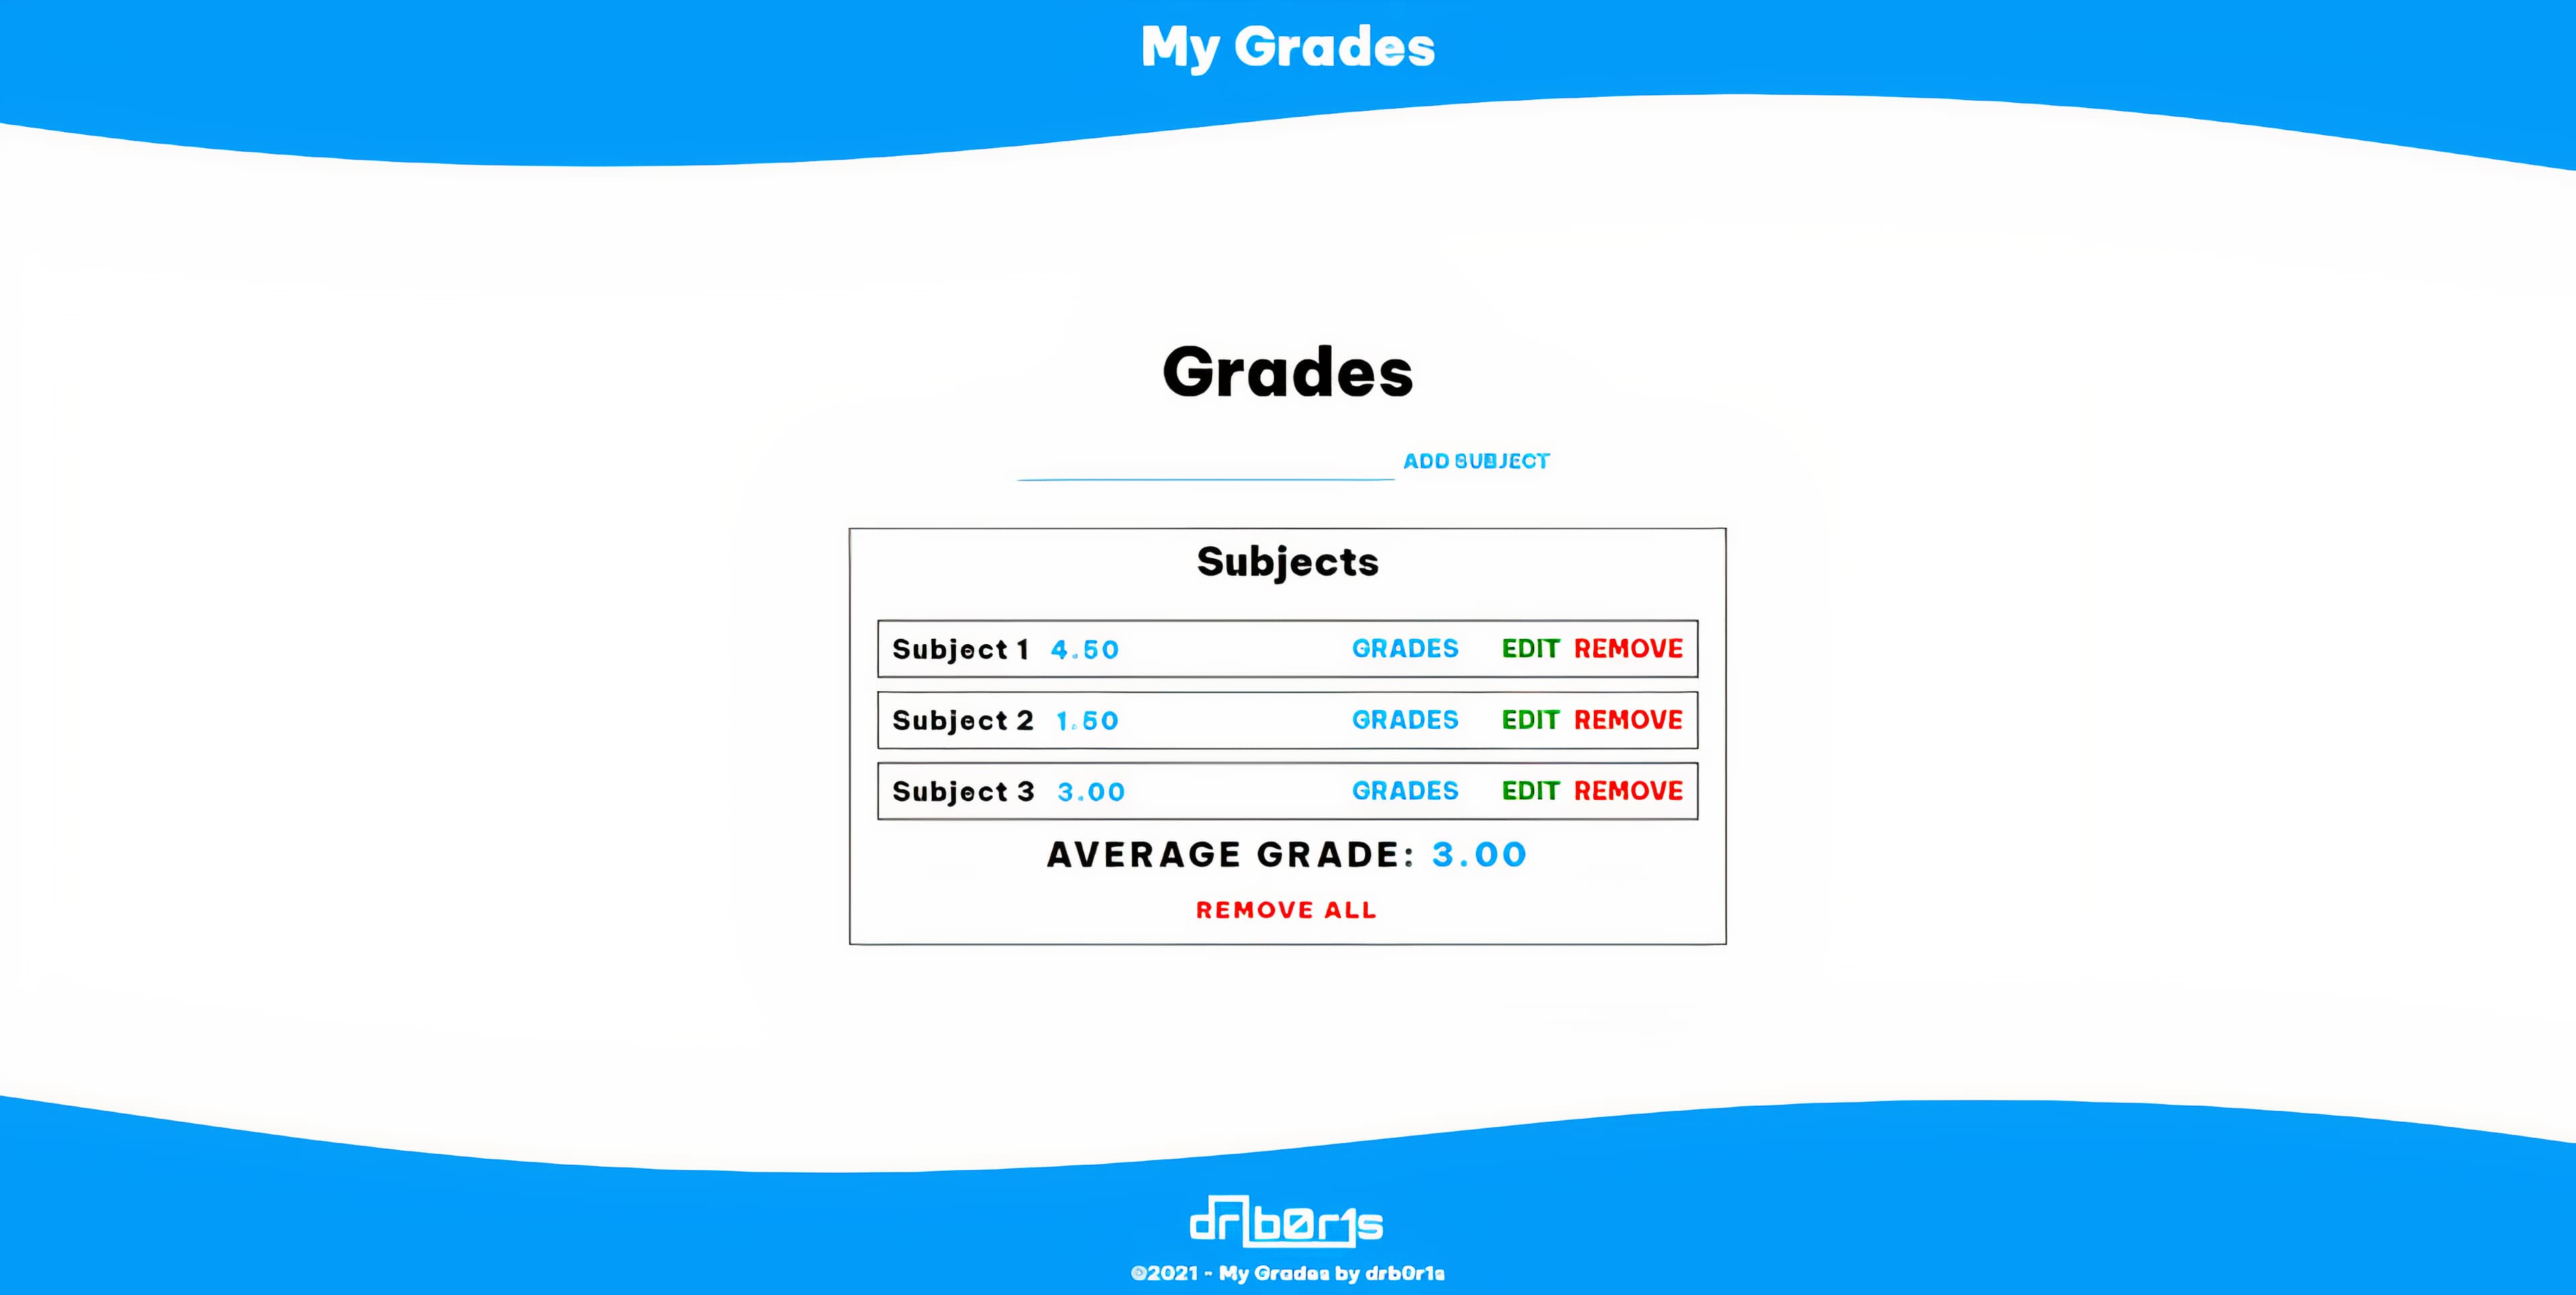 My Grades
Grades
ADD SUBJECT
Subjects
Subject 1 4.50 GRADES EDIT REMOVE
Subject 2 1.50 GRADES EDIT REMOVE
Subject 3 3.00 GRADES EDIT REMOVE
AVERAGE GRADE: 3.00
REMOVE ALL
drb0r1s
©2021 - My Grades by drb0r1s